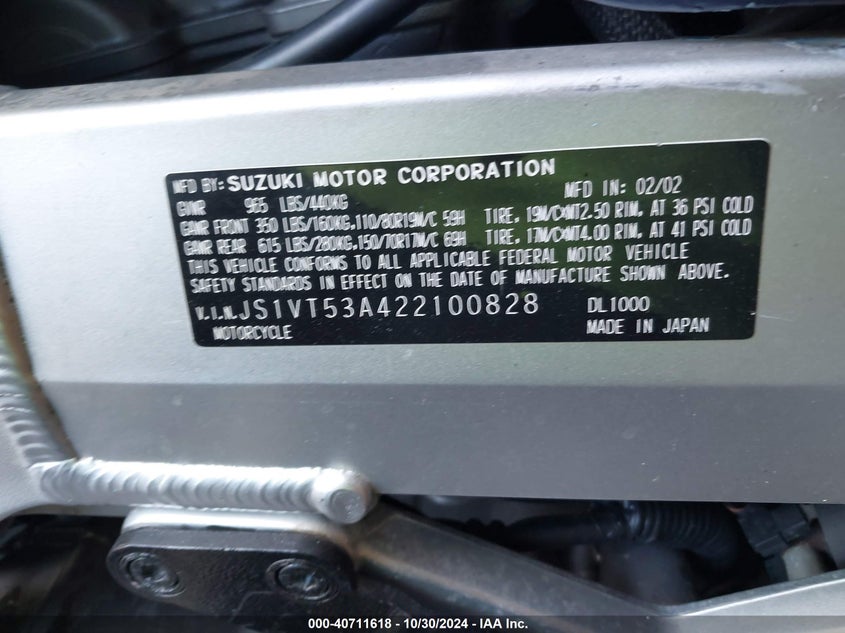 MFD BY: SUZUKI MOTOR CORPORATION MFD IN: 02/02
GVWR 965 LBS/440KG
GAWR FRONT 350 LBS/160KG,110/80R19M/C 59H TIRE, 19M/C×MT2.50 RIM, AT 36 PSI COLD
GAWR REAR 615 LBS/280KG,150/70R17M/C 69H TIRE, 17M/C×MT4.00 RIM, AT 41 PSI COLD
THIS VEHICLE CONFORMS TO ALL APPLICABLE FEDERAL MOTOR VEHICLE
SAFETY STANDARDS IN EFFECT ON THE DATE OF MANUFACTURE SHOWN ABOVE.
V.I.N.JS1VT53A422100828 DL1000
MOTORCYCLE MADE IN JAPAN
000-40711618 - 10/30/2024 - IAA Inc.